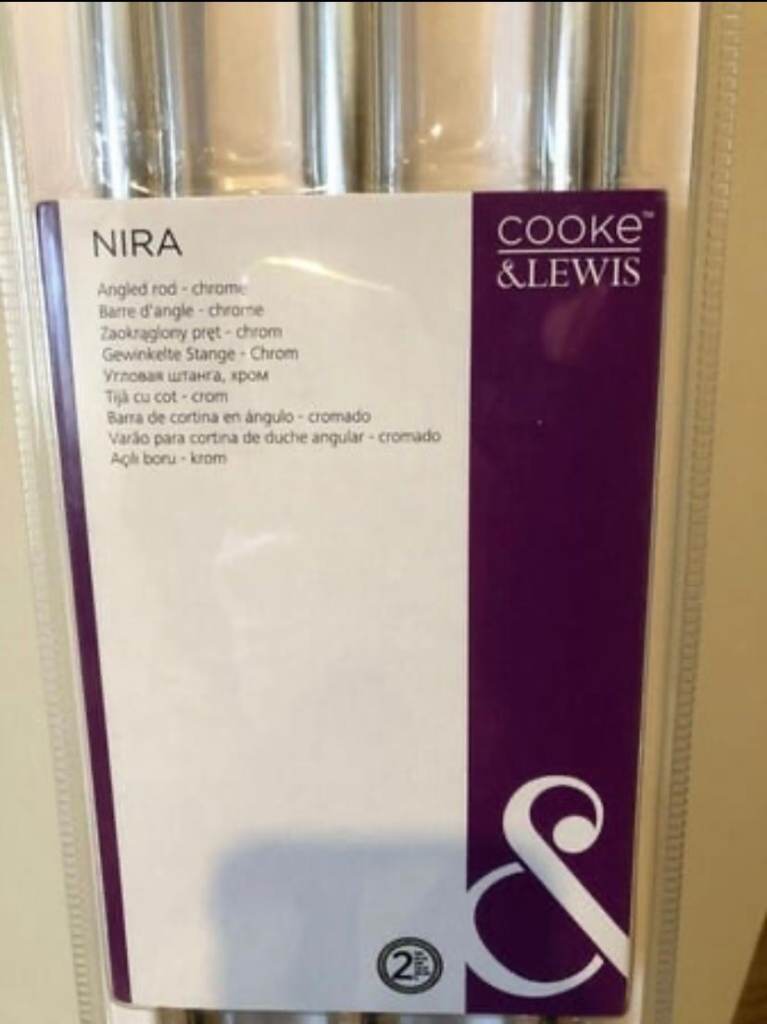 NIRA
Angled rod - chrome
Barre d'angle - chrome
Zaokrąglony pręt - chrom
Gewinkelte Stange - Chrom
Угловая штанга, хром
Tijă cu cot - crom
Barra de cortina en ángulo - cromado
Varão para cortina de duche angular - cromado
Açılı boru - krom
COOKe™
&LEWIS
&
2